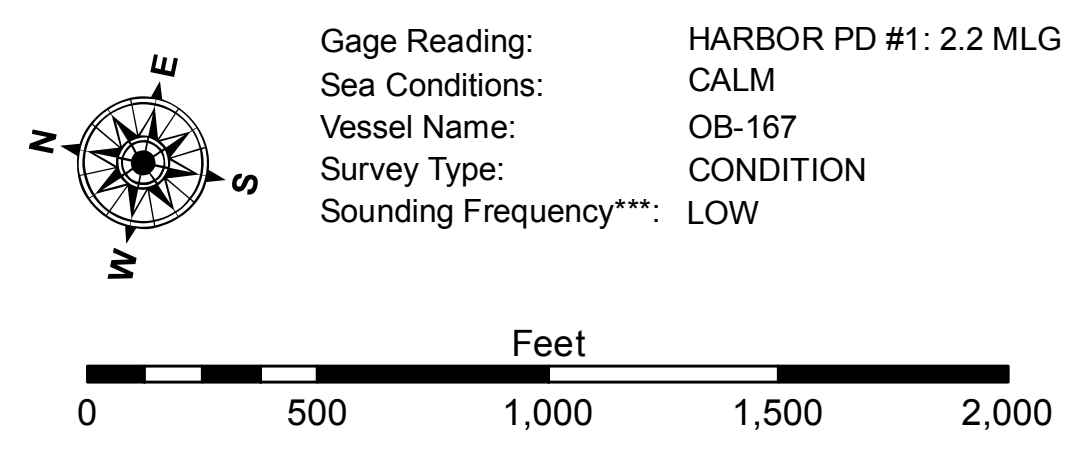 E
N
S
W
Gage Reading: HARBOR PD #1: 2.2 MLG
Sea Conditions: CALM
Vessel Name: OB-167
Survey Type: CONDITION
Sounding Frequency***: LOW
Feet
0 500 1,000 1,500 2,000